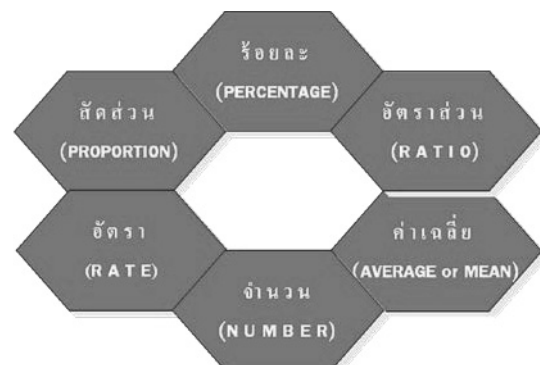 ร้อยละ
(PERCENTAGE)
สัดส่วน
(PROPORTION)
อัตราส่วน
(RATIO)
อัตรา
(RATE)
ค่าเฉลี่ย
(AVERAGE or MEAN)
จำนวน
(NUMBER)